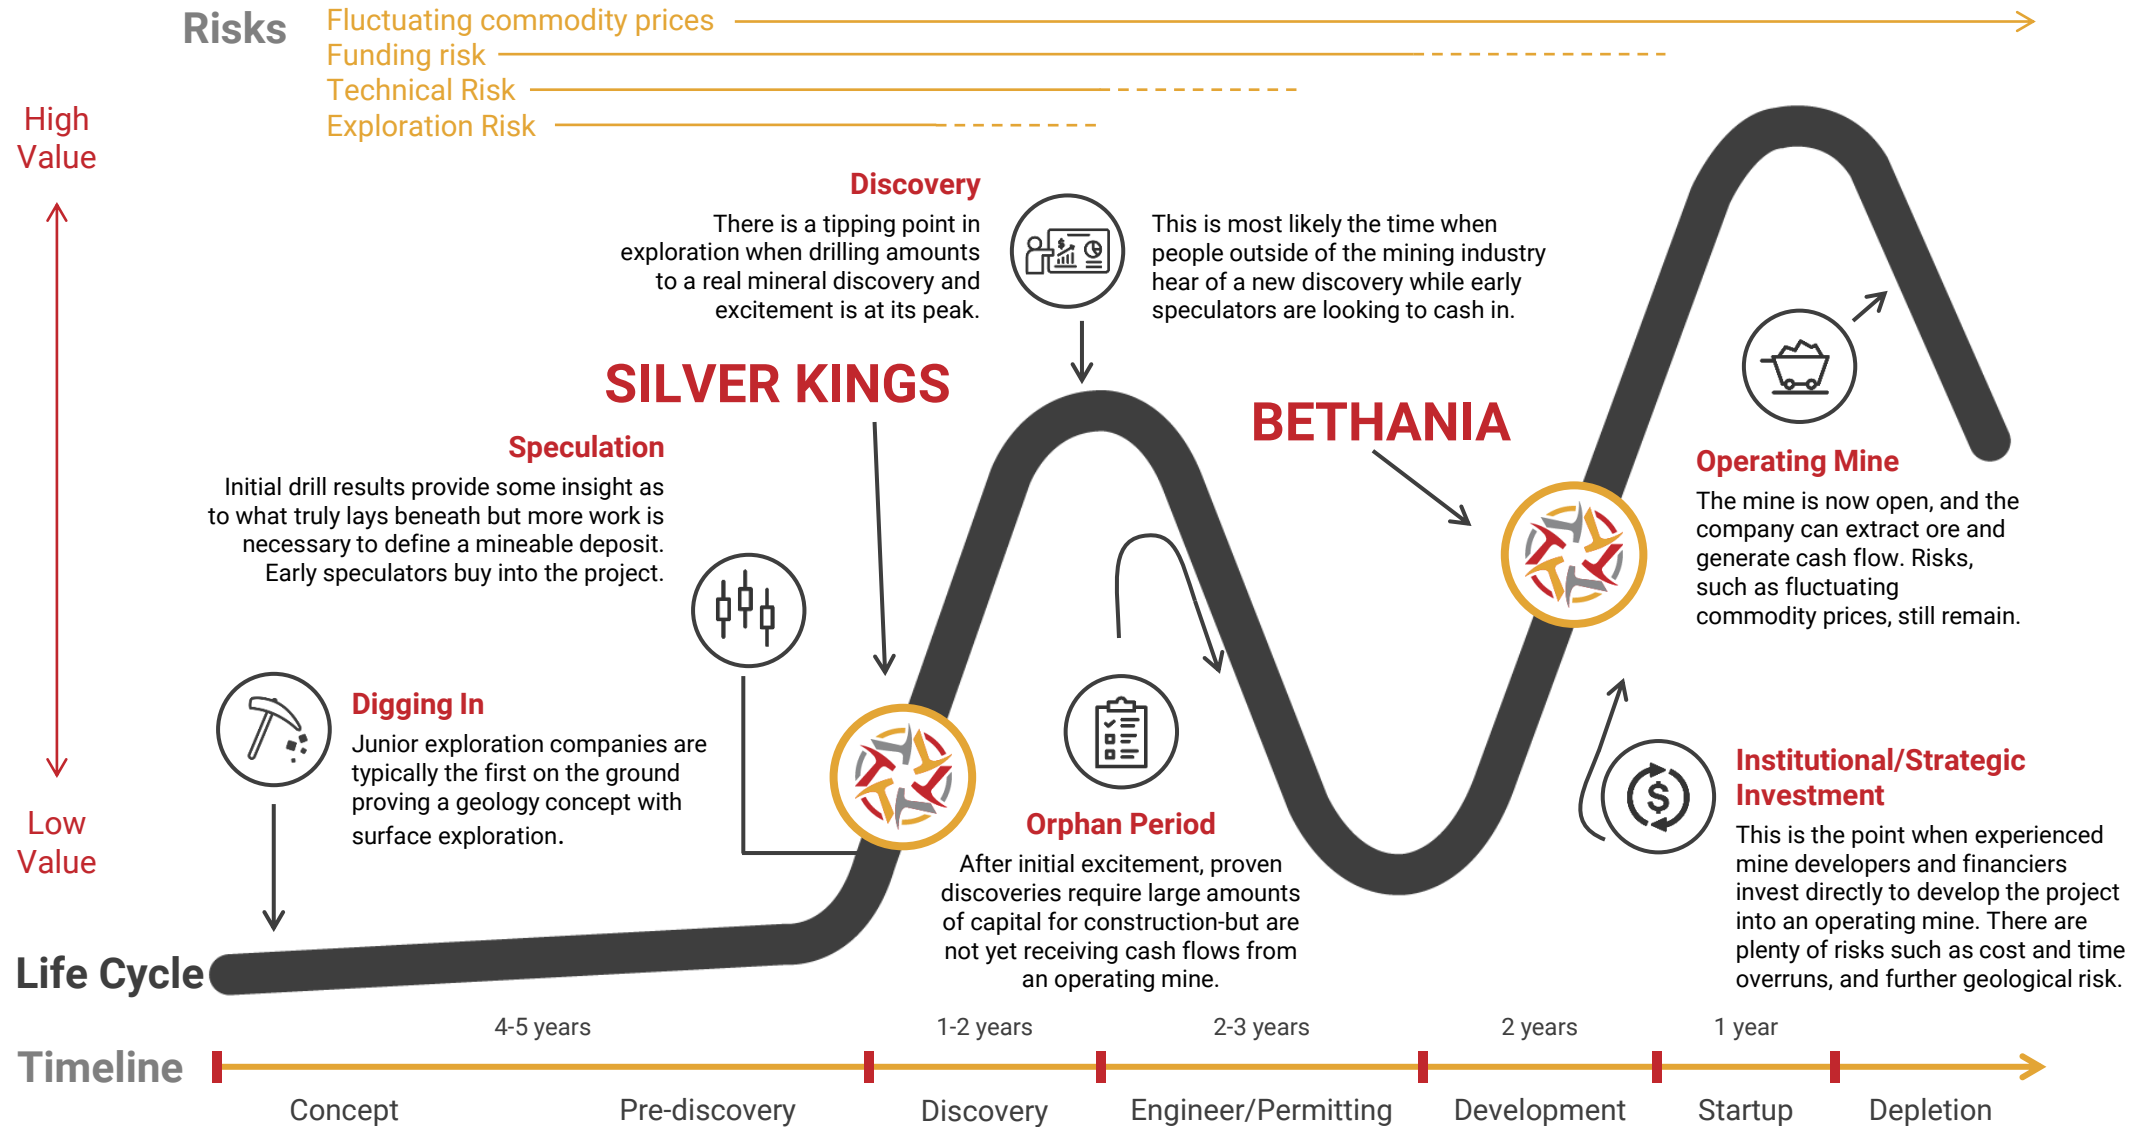 Risks
Fluctuating commodity prices
Funding risk
Technical Risk
Exploration Risk
High
Value
Low
Value
Discovery
There is a tipping point in
exploration when drilling amounts
to a real mineral discovery and
excitement is at its peak.
This is most likely the time when
people outside of the mining industry
hear of a new discovery while early
speculators are looking to cash in.
SILVER KINGS
BETHANIA
Speculation
Initial drill results provide some insight as
to what truly lays beneath but more work is
necessary to define a mineable deposit.
Early speculators buy into the project.
Operating Mine
The mine is now open, and the
company can extract ore and
generate cash flow. Risks,
such as fluctuating
commodity prices, still remain.
Digging In
Junior exploration companies are
typically the first on the ground
proving a geology concept with
surface exploration.
Orphan Period
After initial excitement, proven
discoveries require large amounts
of capital for construction-but are
not yet receiving cash flows from
an operating mine.
$
$
Institutional/Strategic
Investment
This is the point when experienced
mine developers and financiers
invest directly to develop the project
into an operating mine. There are
plenty of risks such as cost and time
overruns, and further geological risk.
Life Cycle
4-5 years
1-2 years
2-3 years
2 years
1 year
Timeline
Concept
Pre-discovery
Discovery
Engineer/Permitting
Development
Startup
Depletion